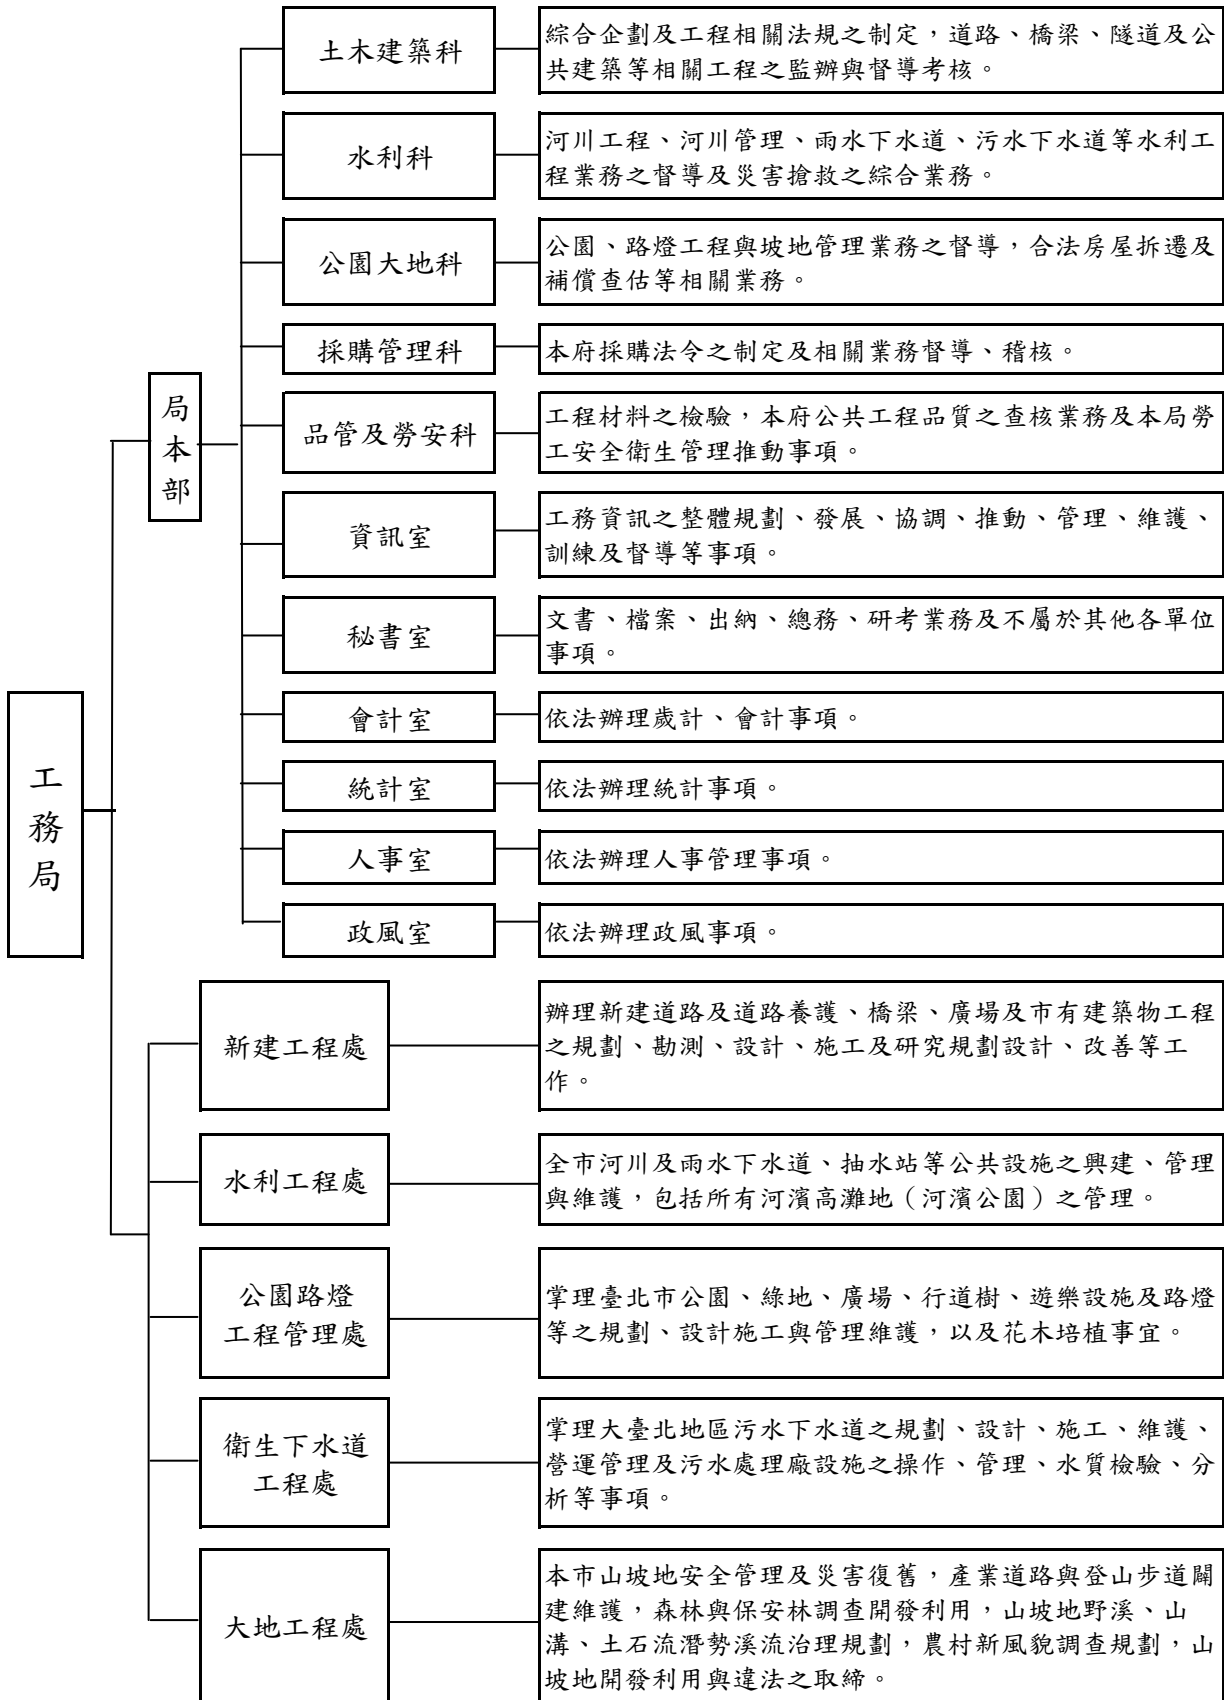 工務局
局本部
土木建築科
綜合企劃及工程相關法規之制定，道路、橋梁、隧道及公
共建築等相關工程之監辦與督導考核。
水利科
河川工程、河川管理、雨水下水道、污水下水道等水利工
程業務之督導及災害搶救之綜合業務。
公園大地科
公園、路燈工程與坡地管理業務之督導，合法房屋拆遷及
補償查估等相關業務。
採購管理科
本府採購法令之制定及相關業務督導、稽核。
品管及勞安科
工程材料之檢驗，本府公共工程品質之查核業務及本局勞
工安全衛生管理推動事項。
資訊室
工務資訊之整體規劃、發展、協調、推動、管理、維護、
訓練及督導等事項。
秘書室
文書、檔案、出納、總務、研考業務及不屬於其他各單位
事項。
會計室
依法辦理歲計、會計事項。
統計室
依法辦理統計事項。
人事室
依法辦理人事管理事項。
政風室
依法辦理政風事項。
新建工程處
辦理新建道路及道路養護、橋梁、廣場及市有建築物工程
之規劃、勘測、設計、施工及研究規劃設計、改善等工
作。
水利工程處
全市河川及雨水下水道、抽水站等公共設施之興建、管理
與維護，包括所有河濱高灘地（河濱公園）之管理。
公園路燈
工程管理處
掌理臺北市公園、綠地、廣場、行道樹、遊樂設施及路燈
等之規劃、設計施工與管理維護，以及花木培植事宜。
衛生下水道
工程處
掌理大臺北地區污水下水道之規劃、設計、施工、維護、
營運管理及污水處理廠設施之操作、管理、水質檢驗、分
析等事項。
大地工程處
本市山坡地安全管理及災害復舊，產業道路與登山步道闢
建維護，森林與保安林調查開發利用，山坡地野溪、山
溝、土石流潛勢溪流治理規劃，農村新風貌調查規劃，山
坡地開發利用與違法之取締。